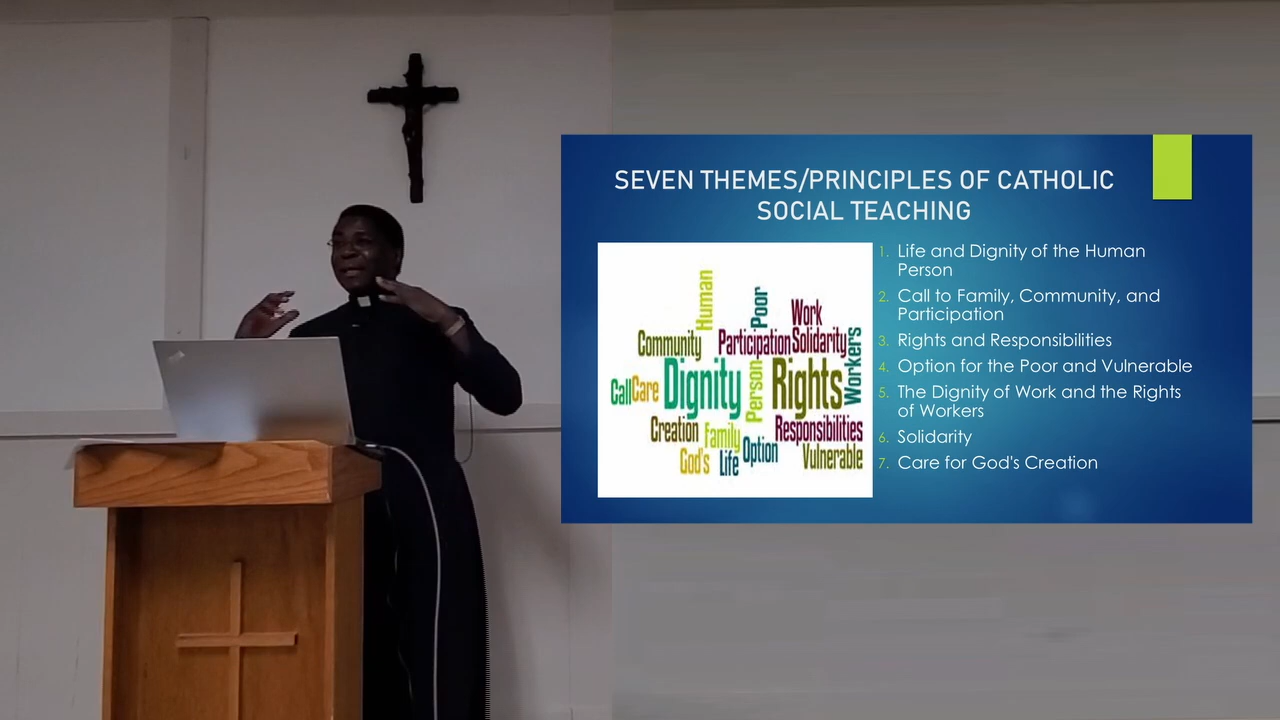 SEVEN THEMES/PRINCIPLES OF CATHOLIC
SOCIAL TEACHING
1. Life and Dignity of the Human
Person
2. Call to Family, Community, and
Participation
3. Rights and Responsibilities
4. Option for the Poor and Vulnerable
5. The Dignity of Work and the Rights
of Workers
6. Solidarity
7. Care for God's Creation
Human
Poor
Work
Community
Participation
Solidarity
Workers
Call
Care
Dignity
Person
Rights
Creation
Family
Responsibilities
God's
Life
Option
Vulnerable